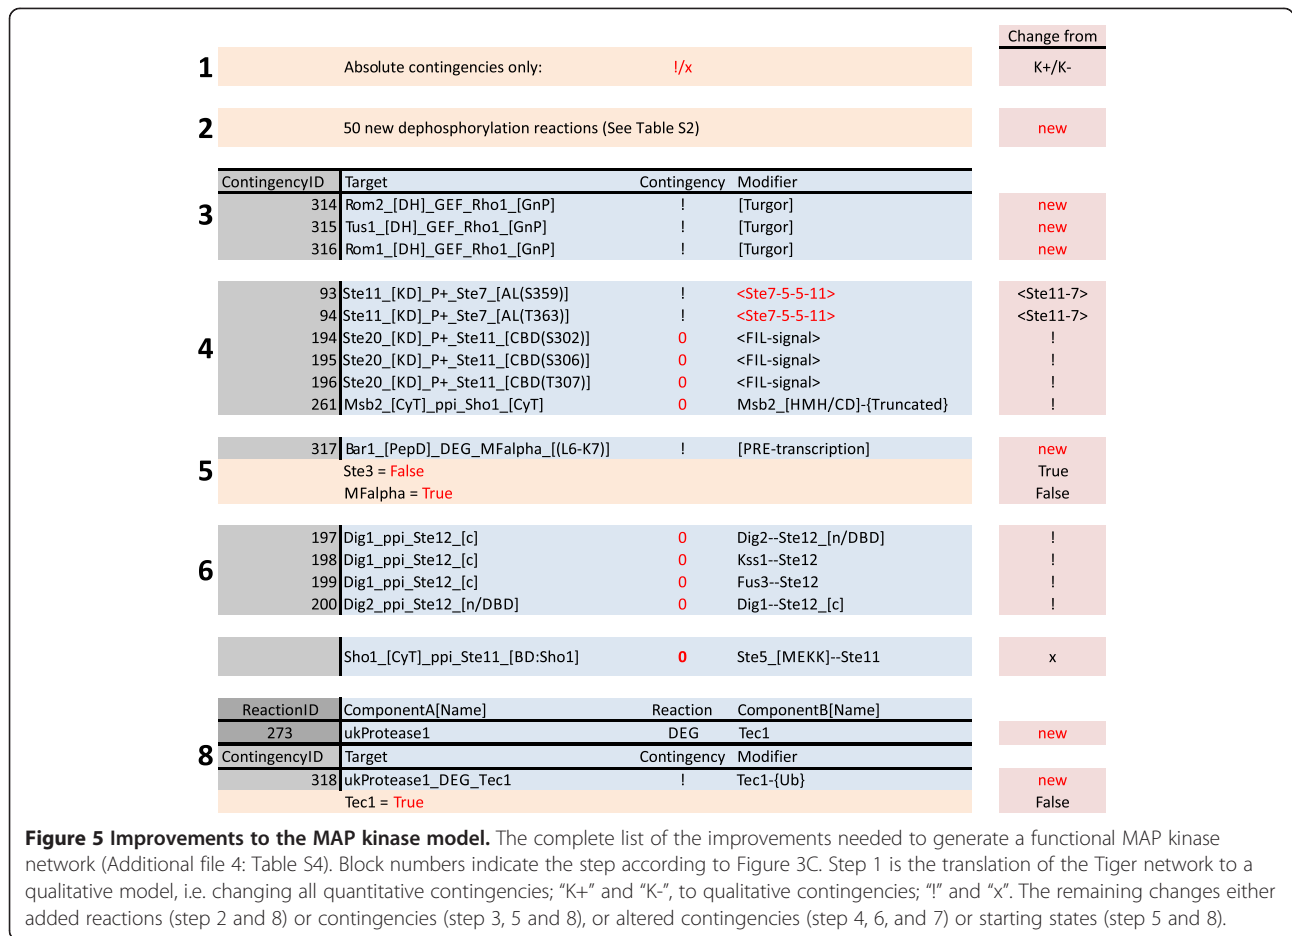 Change from
1 Absolute contingencies only: !/x K+/K-
2 50 new dephosphorylation reactions (See Table S2) new
ContingencyID Target Contingency Modifier
3
314 Rom2_[DH]_GEF_Rho1_[GnP] ! [Turgor] new
315 Tus1_[DH]_GEF_Rho1_[GnP] ! [Turgor] new
316 Rom1_[DH]_GEF_Rho1_[GnP] ! [Turgor] new
4
93 Ste11_[KD]_P+_Ste7_[AL(S359)] ! <Ste7-5-5-11> <Ste11-7>
94 Ste11_[KD]_P+_Ste7_[AL(T363)] ! <Ste7-5-5-11> <Ste11-7>
194 Ste20_[KD]_P+_Ste11_[CBD(S302)] 0 <FIL-signal> !
195 Ste20_[KD]_P+_Ste11_[CBD(S306)] 0 <FIL-signal> !
196 Ste20_[KD]_P+_Ste11_[CBD(T307)] 0 <FIL-signal> !
261 Msb2_[CyT]_ppi_Sho1_[CyT] 0 Msb2_[HMH/CD]-{Truncated} !
5
317 Bar1_[PepD]_DEG_MFalpha_[(L6-K7)] ! [PRE-transcription] new
Ste3 = False True
MFalpha = True False
6
197 Dig1_ppi_Ste12_[c] 0 Dig2--Ste12_[n/DBD] !
198 Dig1_ppi_Ste12_[c] 0 Kss1--Ste12 !
199 Dig1_ppi_Ste12_[c] 0 Fus3--Ste12 !
200 Dig2_ppi_Ste12_[n/DBD] 0 Dig1--Ste12_[c] !
Sho1_[CyT]_ppi_Ste11_[BD:Sho1] 0 Ste5_[MEKK]--Ste11 x
8
ReactionID ComponentA[Name] Reaction ComponentB[Name]
273 ukProtease1 DEG Tec1 new
ContingencyID Target Contingency Modifier
318 ukProtease1_DEG_Tec1 ! Tec1-{Ub} new
Tec1 = True False
Figure 5 Improvements to the MAP kinase model. The complete list of the improvements needed to generate a functional MAP kinase
network (Additional file 4: Table S4). Block numbers indicate the step according to Figure 3C. Step 1 is the translation of the Tiger network to a
qualitative model, i.e. changing all quantitative contingencies; “K+” and “K-”, to qualitative contingencies; “!” and “x”. The remaining changes either
added reactions (step 2 and 8) or contingencies (step 3, 5 and 8), or altered contingencies (step 4, 6, and 7) or starting states (step 5 and 8).